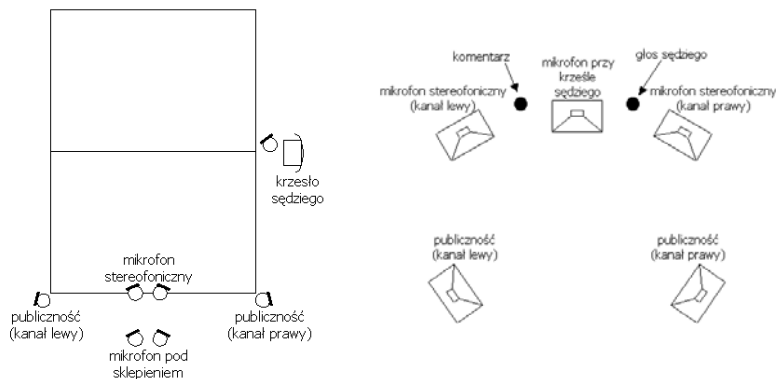 krzesło
sędziego
mikrofon
stereofoniczny
publiczność
(kanał lewy)
publiczność
(kanał prawy)
mikrofon pod
sklepieniem
komentarz
mikrofon przy
krześle
sędziego
głos sędziego
mikrofon stereofoniczny
(kanał lewy)
mikrofon stereofoniczny
(kanał prawy)
publiczność
(kanał lewy)
publiczność
(kanał prawy)